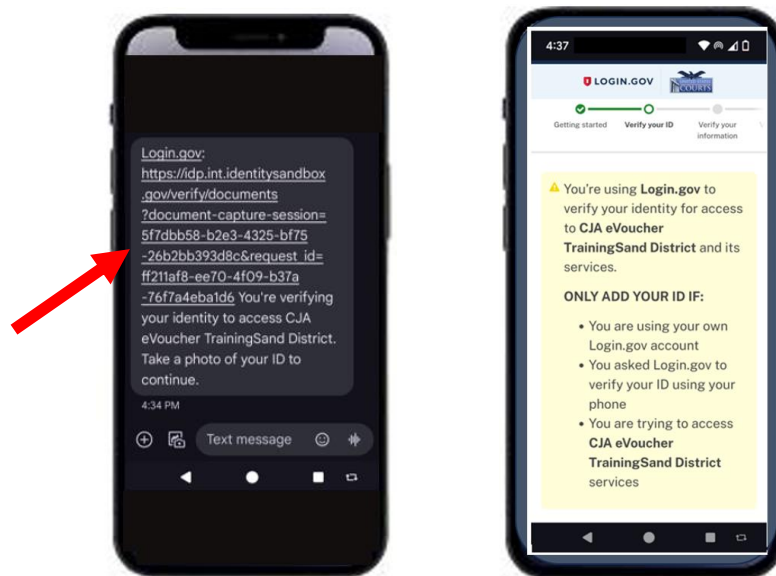 Login.gov:
https://idp.int.identitysandbox
.gov/verify/documents
?document-capture-session=
5f7dbb58-b2e3-4325-bf75
-26b2bb393d8c&request_id=
ff211af8-ee70-4f09-b37a
-76f7a4eba1d6 You're verifying
your identity to access CJA
eVoucher TrainingSand District.
Take a photo of your ID to
continue.
4:34 PM
Text message
4:37
LOGIN.GOV
COURTS
Getting started
Verify your ID
Verify your
information
You're using Login.gov to
verify your identity for access
to CJA eVoucher
TrainingSand District and its
services.
ONLY ADD YOUR ID IF:
• You are using your own
Login.gov account
• You asked Login.gov to
verify your ID using your
phone
• You are trying to access
CJA eVoucher
TrainingSand District
services